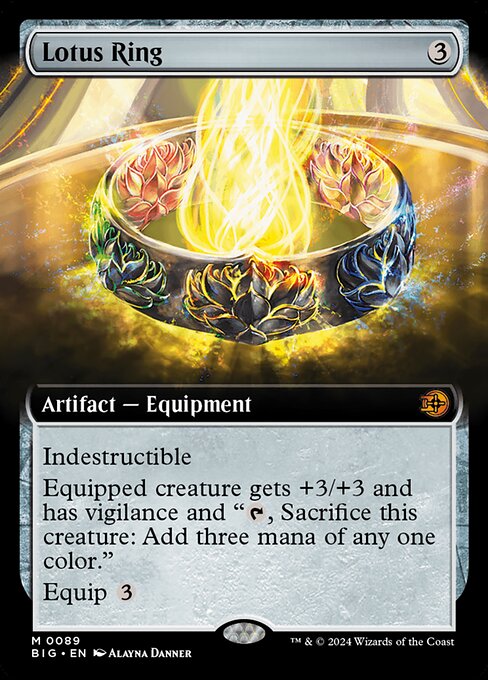 Lotus Ring 3
Artifact — Equipment
Indestructible
Equipped creature gets +3/+3 and
has vigilance and “, Sacrifice this
creature: Add three mana of any one
color.”
Equip 3
M 0089
BIG • EN Alayna Danner
™ & © 2024 Wizards of the Coast